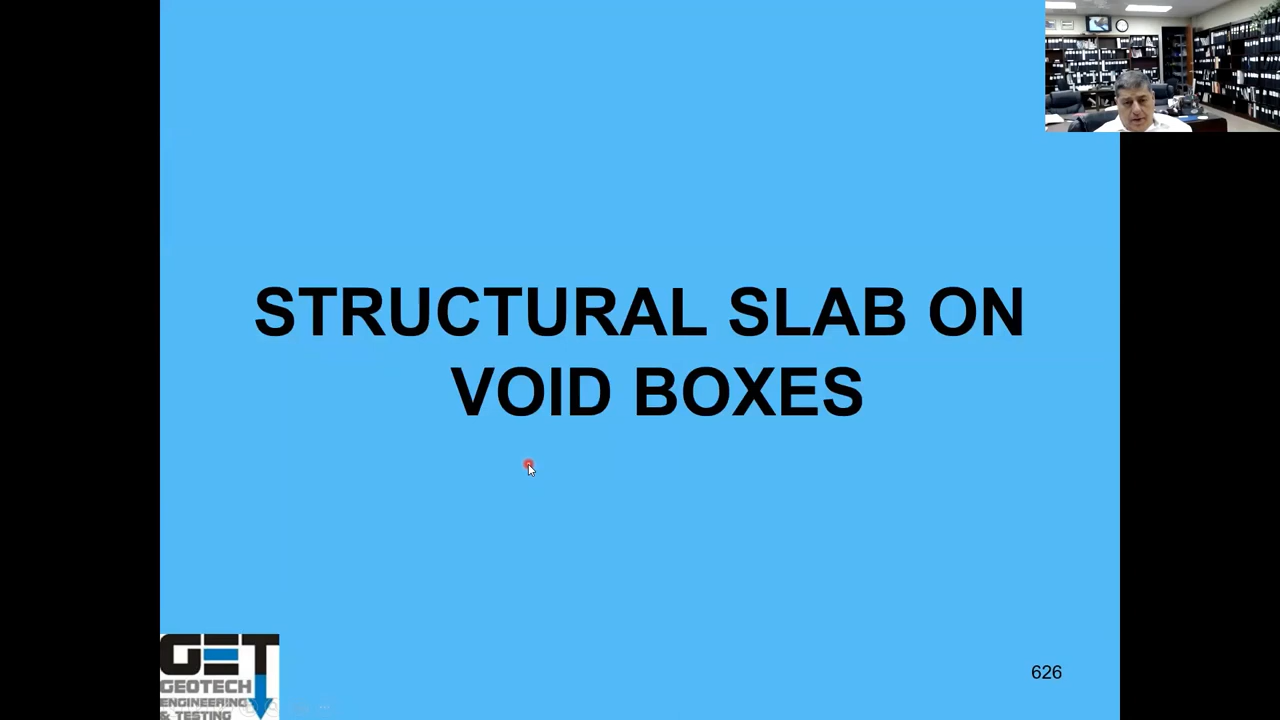 STRUCTURAL SLAB ON
VOID BOXES
GET
GEOTECH
ENGINEERING
& TESTING
626